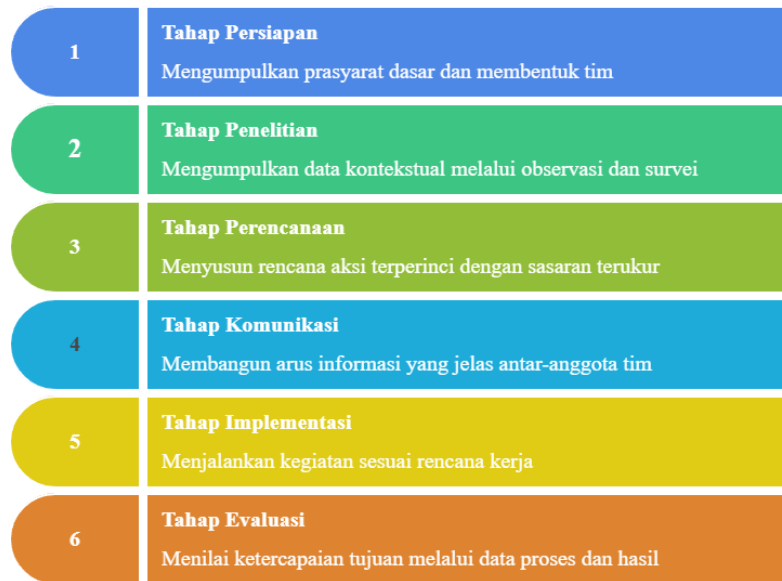 1
Tahap Persiapan
Mengumpulkan prasyarat dasar dan membentuk tim
2
Tahap Penelitian
Mengumpulkan data kontekstual melalui observasi dan survei
3
Tahap Perencanaan
Menyusun rencana aksi terperinci dengan sasaran terukur
4
Tahap Komunikasi
Membangun arus informasi yang jelas antar-anggota tim
5
Tahap Implementasi
Menjalankan kegiatan sesuai rencana kerja
6
Tahap Evaluasi
Menilai ketercapaian tujuan melalui data proses dan hasil